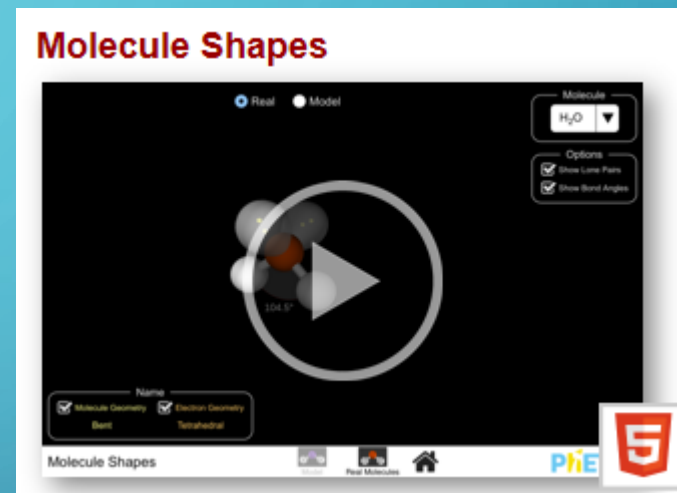 Molecule Shapes
Real Model
Molecule
H₂O
Options
Show Lone Pairs
Show Bond Angles
104.5°
Name
Molecule Geometry Electron Geometry
Bent Tetrahedral
Molecule Shapes
Model Real Molecules
PhET
5